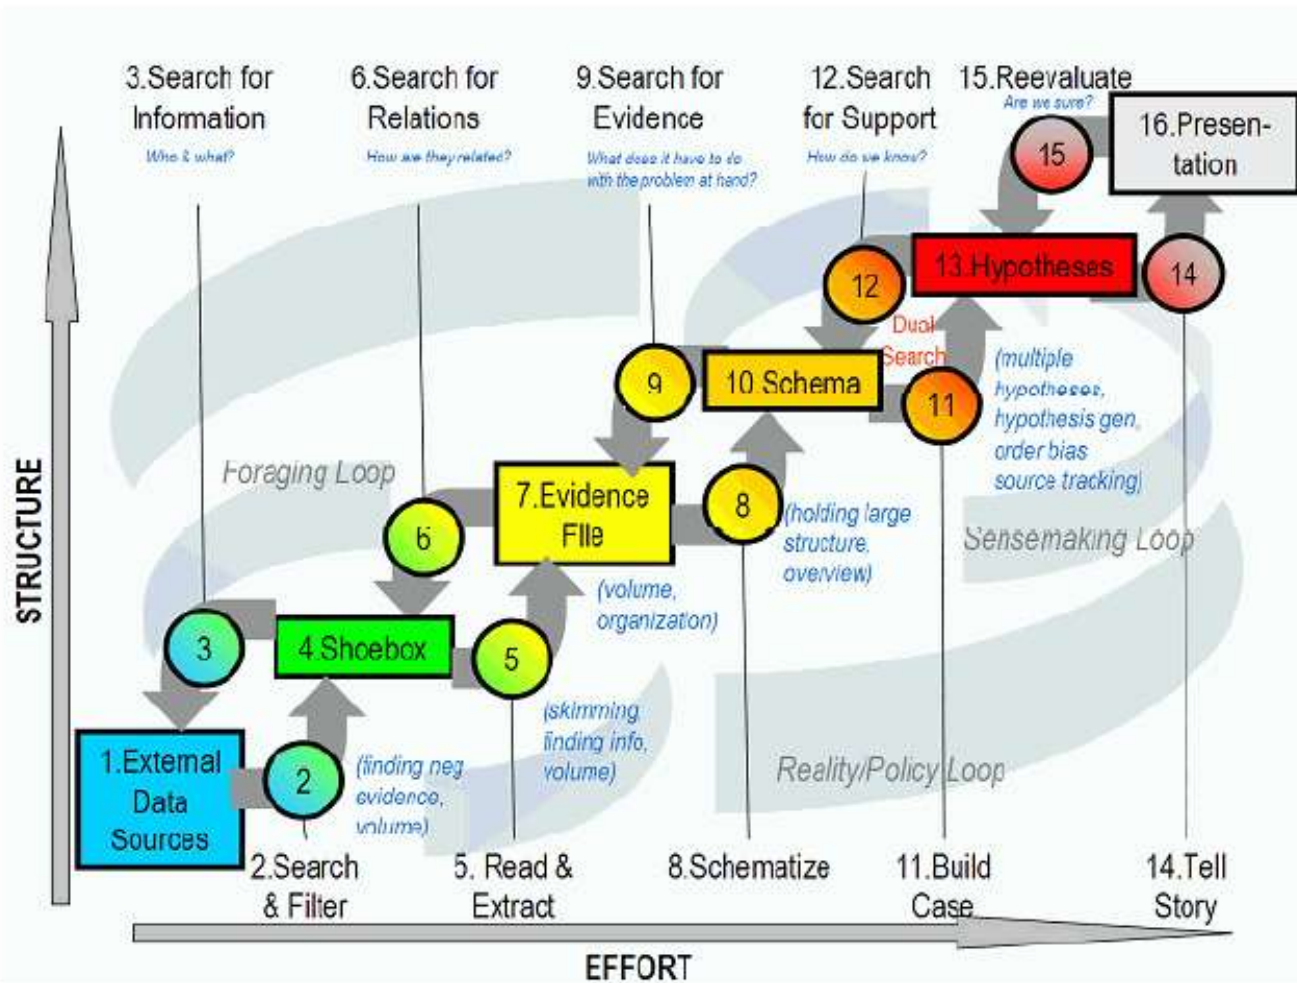 3.Search for
Information
Who & what?
6.Search for
Relations
How are they related?
9.Search for
Evidence
What does it have to do
with the problem at hand?
12.Search
for Support
How do we know?
15.Reevaluate
Are we sure?
16.Presen-
tation
15
14
13.Hypotheses
12
Dual
Search
11
(multiple
hypotheses,
hypothesis gen,
order bias
source tracking)
10.Schema
9
8
(holding large
structure,
overview)
Foraging Loop
7.Evidence
File
6
(volume,
organization)
Sensemaking Loop
STRUCTURE
3
4.Shoebox
5
(skimming,
finding info,
volume)
Reality/Policy Loop
1.External
Data
Sources
2
(finding neg
evidence,
volume)
2.Search
& Filter
5. Read &
Extract
8.Schematize
11.Build
Case
14.Tell
Story
EFFORT